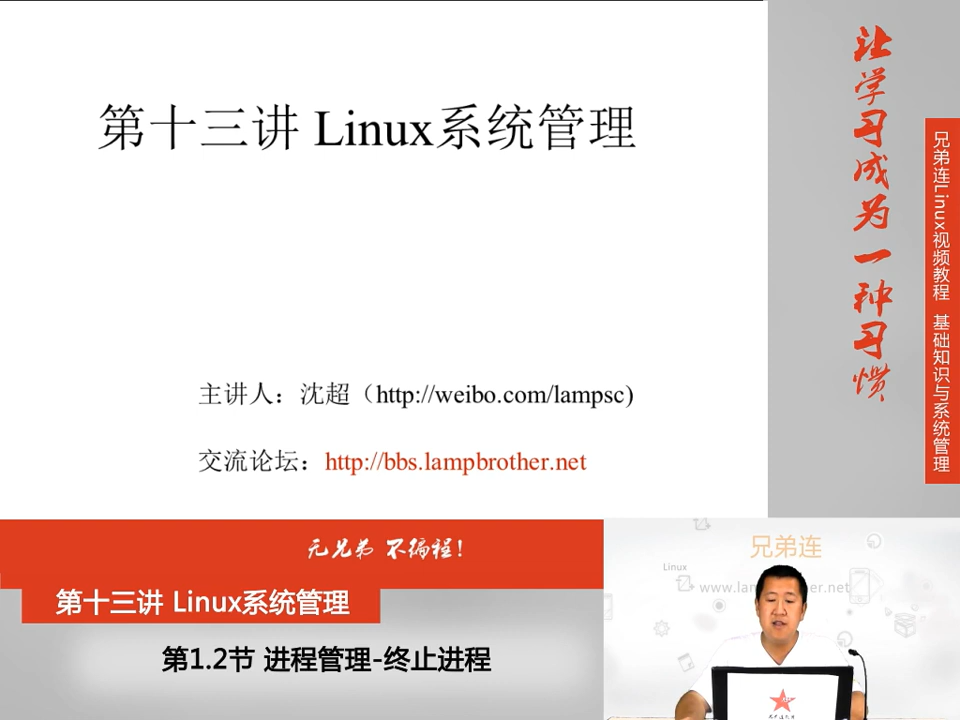 第十三讲 Linux系统管理
主讲人：沈超（http://weibo.com/lampsc)
交流论坛：http://bbs.lampbrother.net
让学习成为一种习惯
兄弟连Linux视频教程 基础知识与系统管理
无兄弟 不编程!
第十三讲 Linux系统管理
第1.2节 进程管理-终止进程
兄弟连
Linux